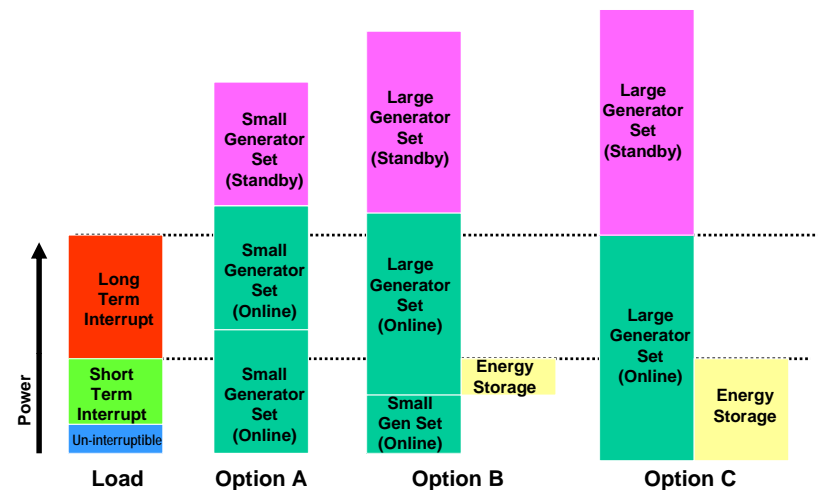 Power
Long
Term
Interrupt
Short
Term
Interrupt
Un-interruptible
Load
Small
Generator
Set
(Standby)
Small
Generator
Set
(Online)
Small
Generator
Set
(Online)
Option A
Large
Generator
Set
(Standby)
Large
Generator
Set
(Online)
Small
Gen Set
(Online)
Energy
Storage
Option B
Large
Generator
Set
(Standby)
Large
Generator
Set
(Online)
Energy
Storage
Option C